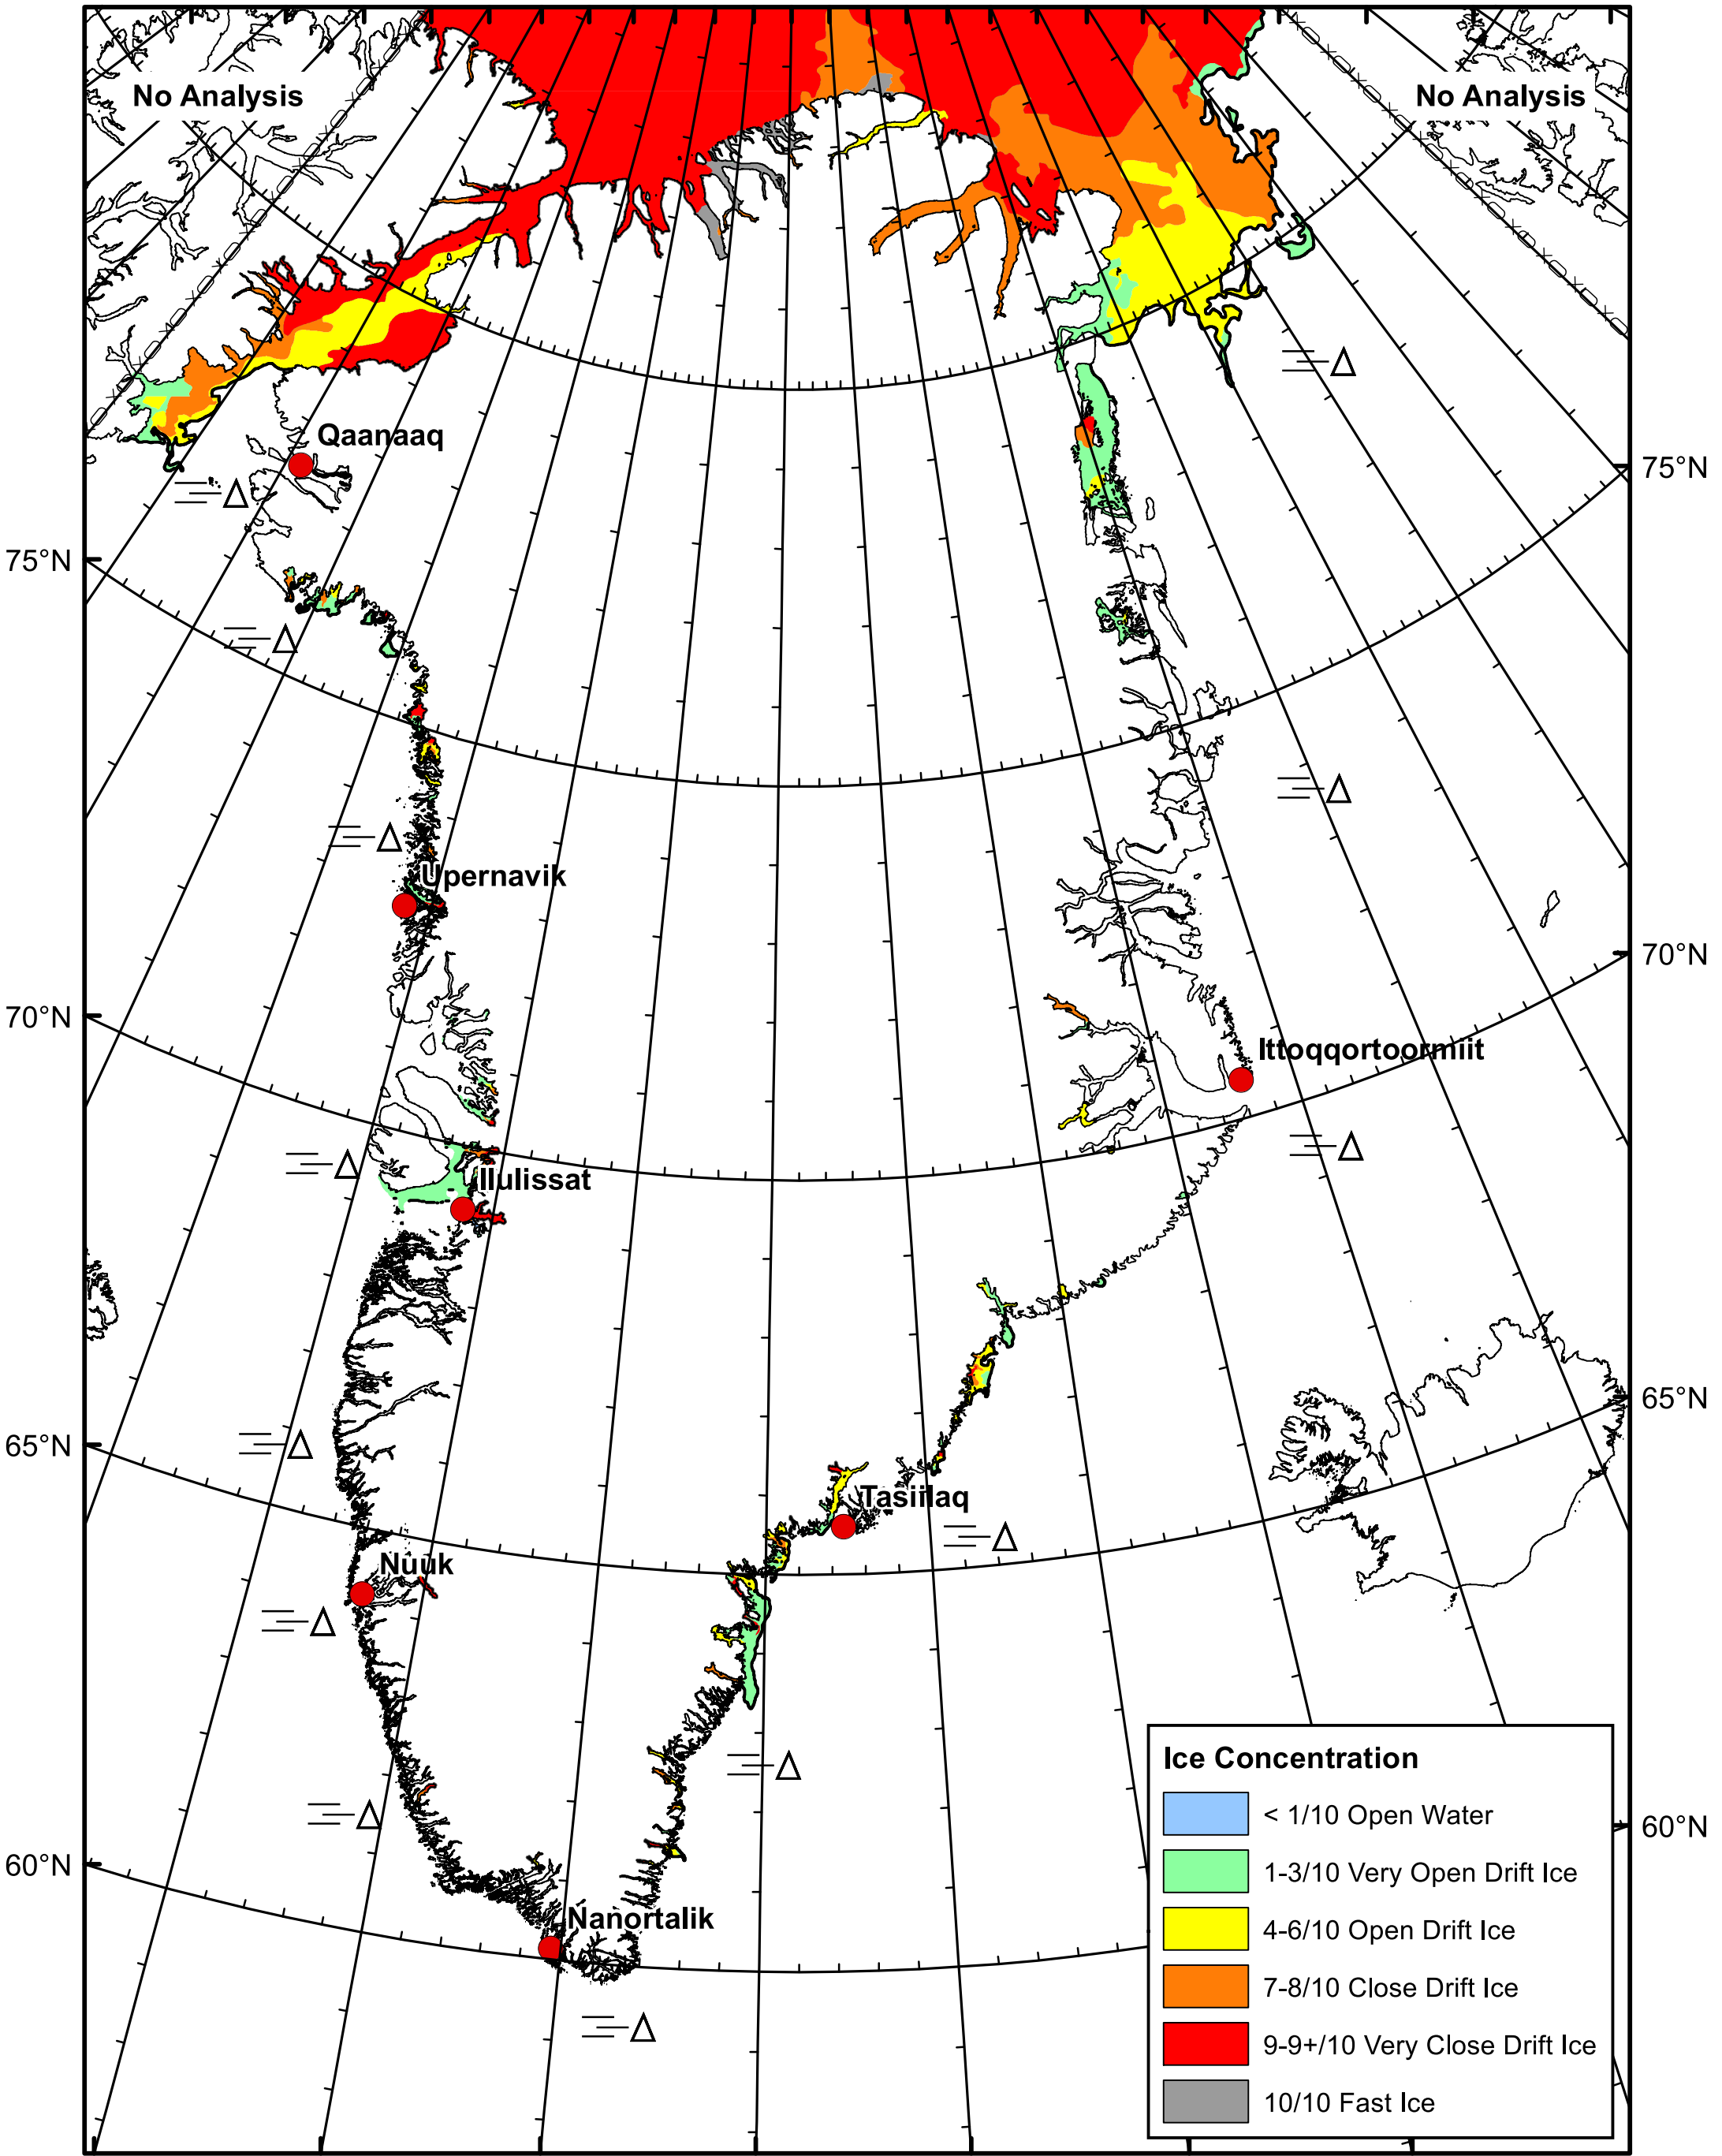 No Analysis
No Analysis
Qaanaaq
75°N
75°N
Upernavik
70°N
70°N
Ittoqqortoormiit
Ilulissat
65°N
65°N
Tasiilaq
Nuuk
60°N
60°N
Nanortalik
Ice Concentration
< 1/10 Open Water
1-3/10 Very Open Drift Ice
4-6/10 Open Drift Ice
7-8/10 Close Drift Ice
9-9+/10 Very Close Drift Ice
10/10 Fast Ice